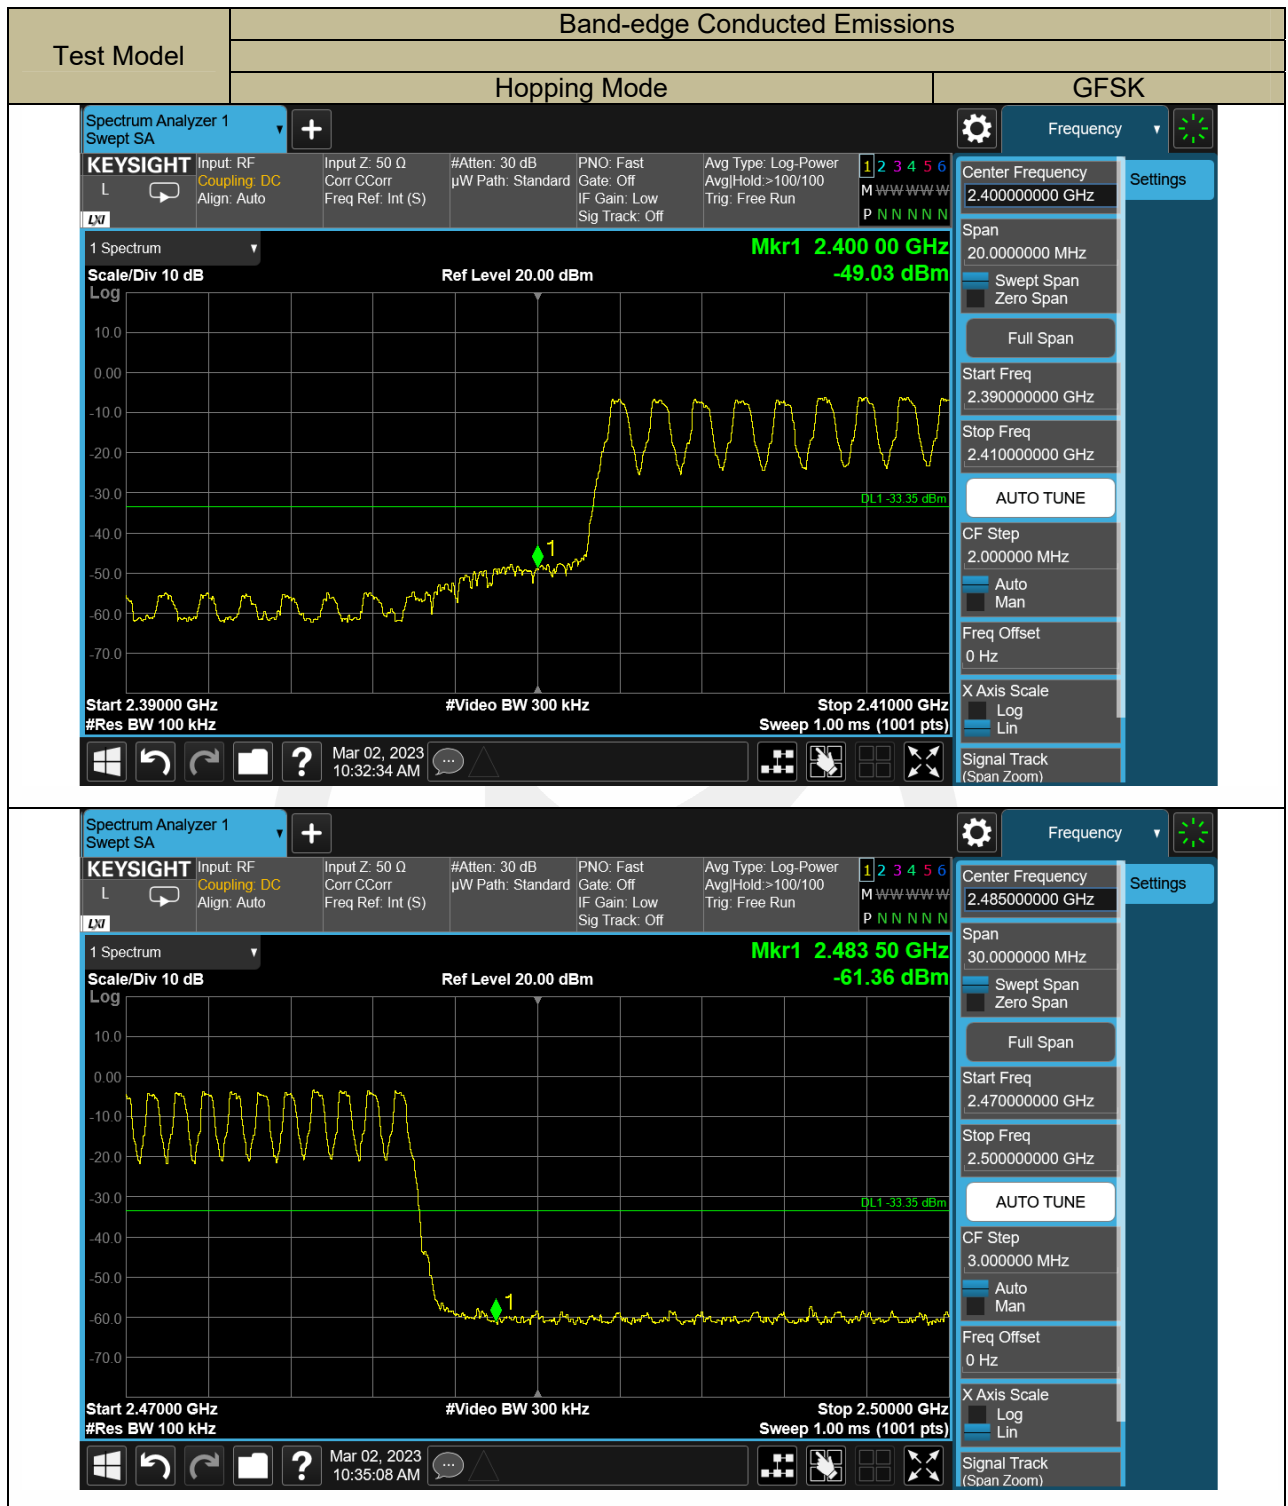 Test Model
Band-edge Conducted Emissions
Hopping Mode
GFSK
Spectrum Analyzer 1
Swept SA
+
Frequency
KEYSIGHT
L
LXI
Input: RF
Coupling: DC
Align: Auto
Input Z: 50 Ω
Corr CCorr
Freq Ref: Int (S)
#Atten: 30 dB
µW Path: Standard
PNO: Fast
Gate: Off
IF Gain: Low
Sig Track: Off
Avg Type: Log-Power
Avg|Hold:>100/100
Trig: Free Run
1 2 3 4 5 6
M W W W W W
P N N N N N
Center Frequency
2.400000000 GHz
Settings
Span
20.0000000 MHz
Swept Span
Zero Span
Full Span
Start Freq
2.390000000 GHz
Stop Freq
2.410000000 GHz
AUTO TUNE
CF Step
2.000000 MHz
Auto
Man
Freq Offset
0 Hz
X Axis Scale
Log
Lin
Signal Track
(Span Zoom)
1 Spectrum
Mkr1 2.400 00 GHz
-49.03 dBm
Scale/Div 10 dB
Ref Level 20.00 dBm
Log
10.0
0.00
-10.0
-20.0
-30.0
DL1 -33.35 dBm
-40.0
1
-50.0
-60.0
-70.0
Start 2.39000 GHz
#Video BW 300 kHz
Stop 2.41000 GHz
#Res BW 100 kHz
Sweep 1.00 ms (1001 pts)
?
Mar 02, 2023
10:32:34 AM
Spectrum Analyzer 1
Swept SA
+
Frequency
KEYSIGHT
L
LXI
Input: RF
Coupling: DC
Align: Auto
Input Z: 50 Ω
Corr CCorr
Freq Ref: Int (S)
#Atten: 30 dB
µW Path: Standard
PNO: Fast
Gate: Off
IF Gain: Low
Sig Track: Off
Avg Type: Log-Power
Avg|Hold:>100/100
Trig: Free Run
1 2 3 4 5 6
M W W W W W
P N N N N N
Center Frequency
2.485000000 GHz
Settings
Span
30.0000000 MHz
Swept Span
Zero Span
Full Span
Start Freq
2.470000000 GHz
Stop Freq
2.500000000 GHz
AUTO TUNE
CF Step
3.000000 MHz
Auto
Man
Freq Offset
0 Hz
X Axis Scale
Log
Lin
Signal Track
(Span Zoom)
1 Spectrum
Mkr1 2.483 50 GHz
-61.36 dBm
Scale/Div 10 dB
Ref Level 20.00 dBm
Log
10.0
0.00
-10.0
-20.0
-30.0
DL1 -33.35 dBm
-40.0
-50.0
1
-60.0
-70.0
Start 2.47000 GHz
#Video BW 300 kHz
Stop 2.50000 GHz
#Res BW 100 kHz
Sweep 1.00 ms (1001 pts)
?
Mar 02, 2023
10:35:08 AM